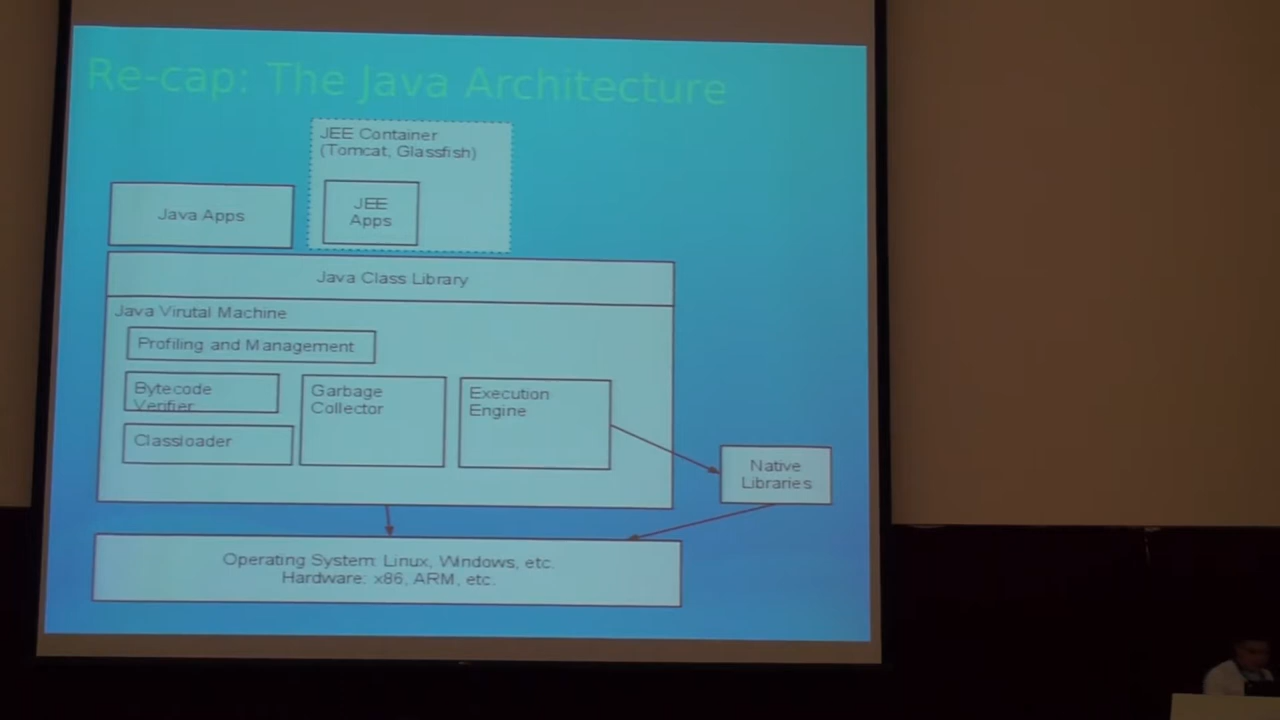 Re-cap: The Java Architecture
JEE Container
(Tomcat, Glassfish)
Java Apps
JEE
Apps
Java Class Library
Java Virutal Machine
Profiling and Management
Bytecode
Verifier
Garbage
Collector
Execution
Engine
Classloader
Native
Libraries
Operating System: Linux, Windows, etc.
Hardware: x86, ARM, etc.